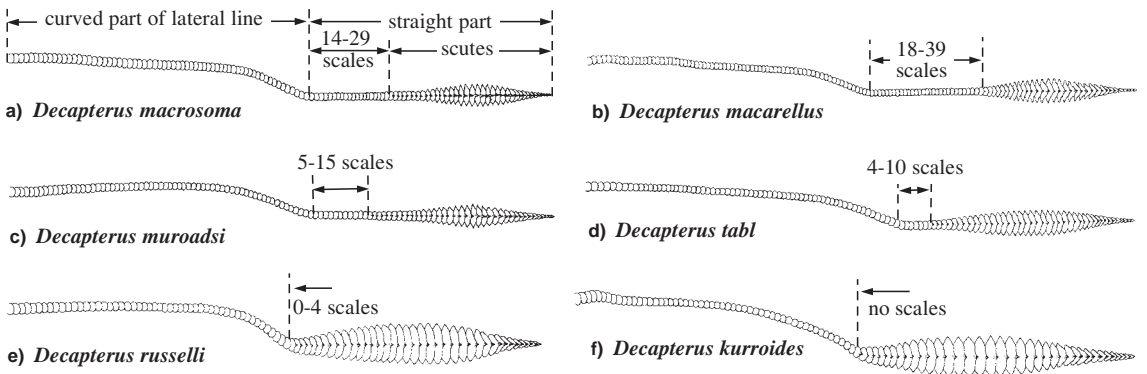 curved part of lateral line
straight part
14-29
scales
scutes
a) Decapterus macrosoma
18-39
scales
b) Decapterus macarellus
5-15 scales
c) Decapterus muroadsi
4-10 scales
d) Decapterus tabl
0-4 scales
e) Decapterus russelli
no scales
f) Decapterus kurroides